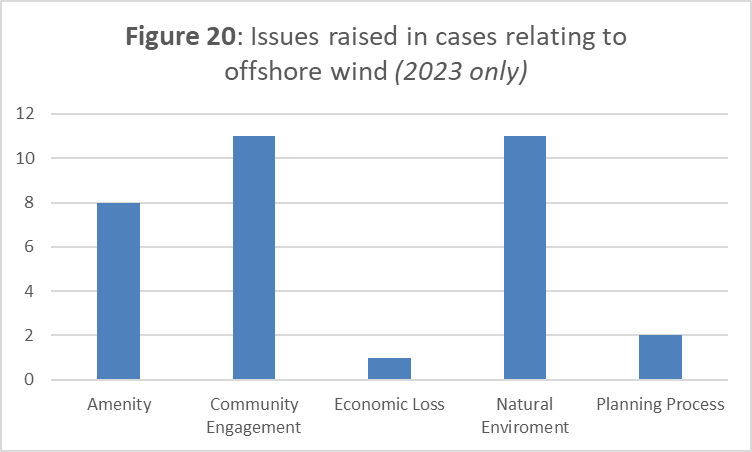 Figure 20: Issues raised in cases relating to
offshore wind (2023 only)
12
10
8
6
4
2
0
Amenity
Community
Engagement
Economic Loss
Natural
Enviroment
Planning Process